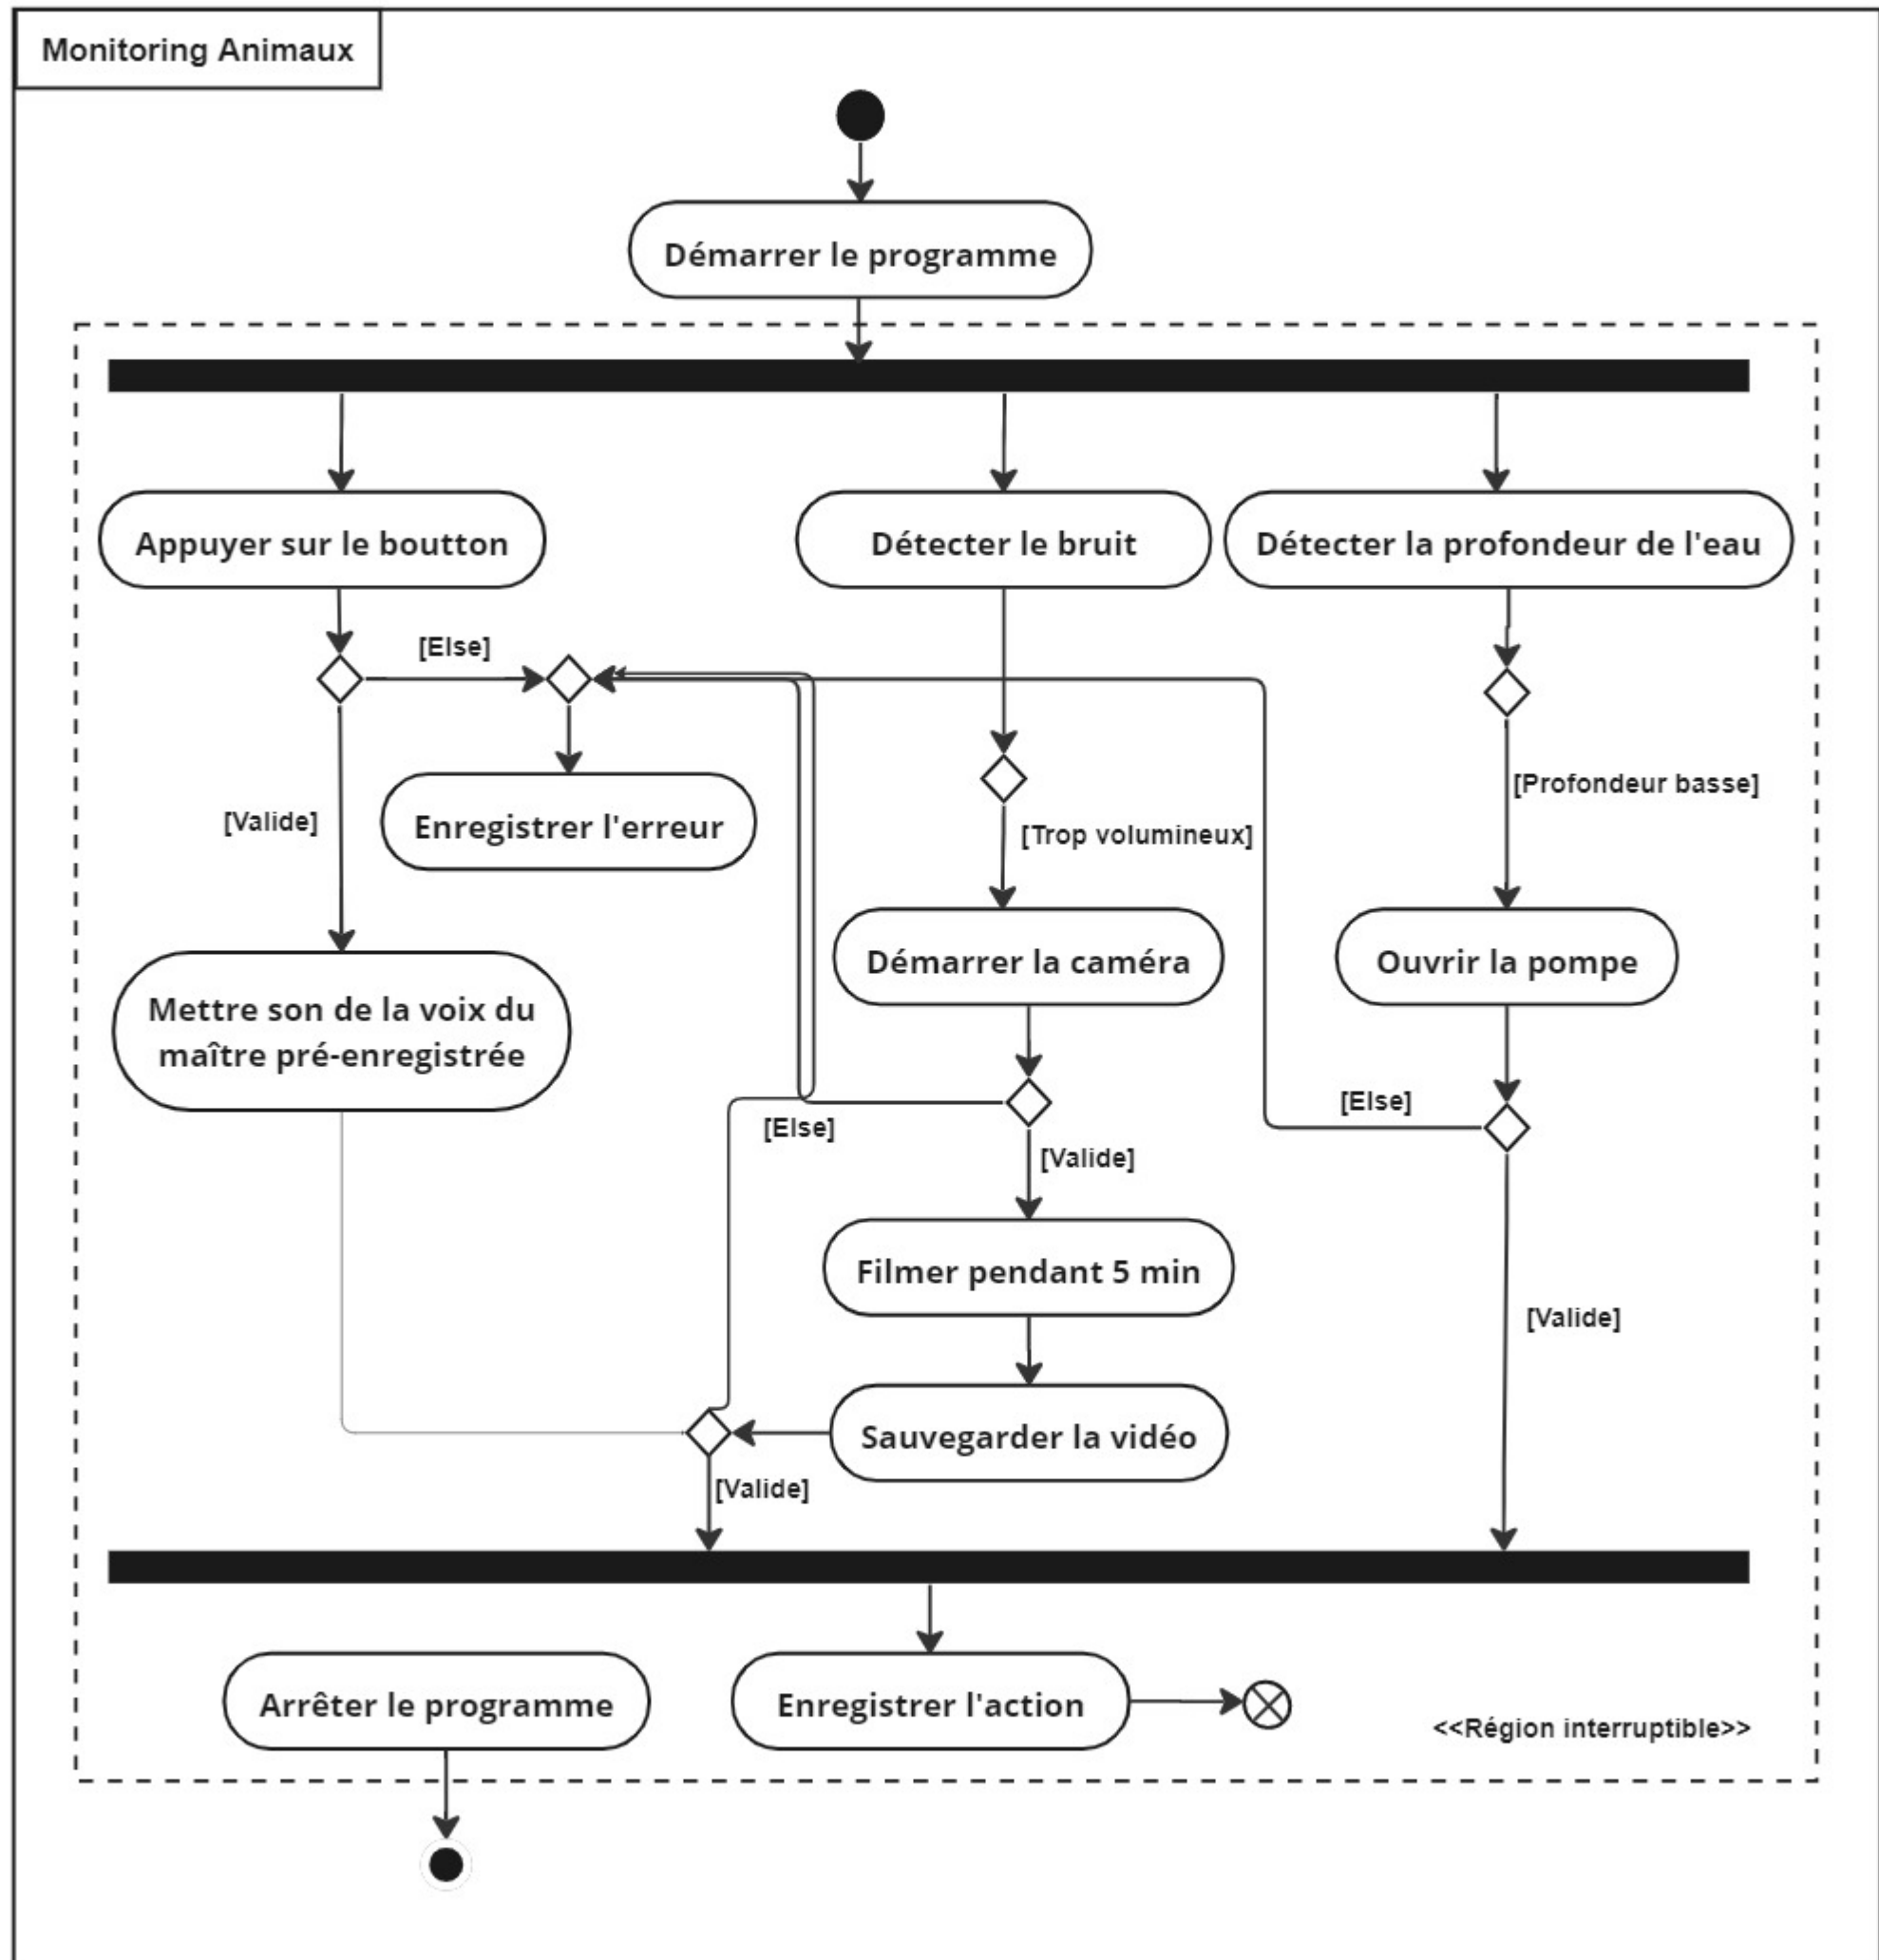 Monitoring Animaux
Démarrer le programme
Appuyer sur le boutton
Détecter le bruit
Détecter la profondeur de l'eau
[Else]
[Profondeur basse]
[Valide]
Enregistrer l'erreur
[Trop volumineux]
Démarrer la caméra
Ouvrir la pompe
Mettre son de la voix du
maître pré-enregistrée
[Else]
[Else]
[Valide]
Filmer pendant 5 min
[Valide]
Sauvegarder la vidéo
[Valide]
Arrêter le programme
Enregistrer l'action
<<Région interruptible>>